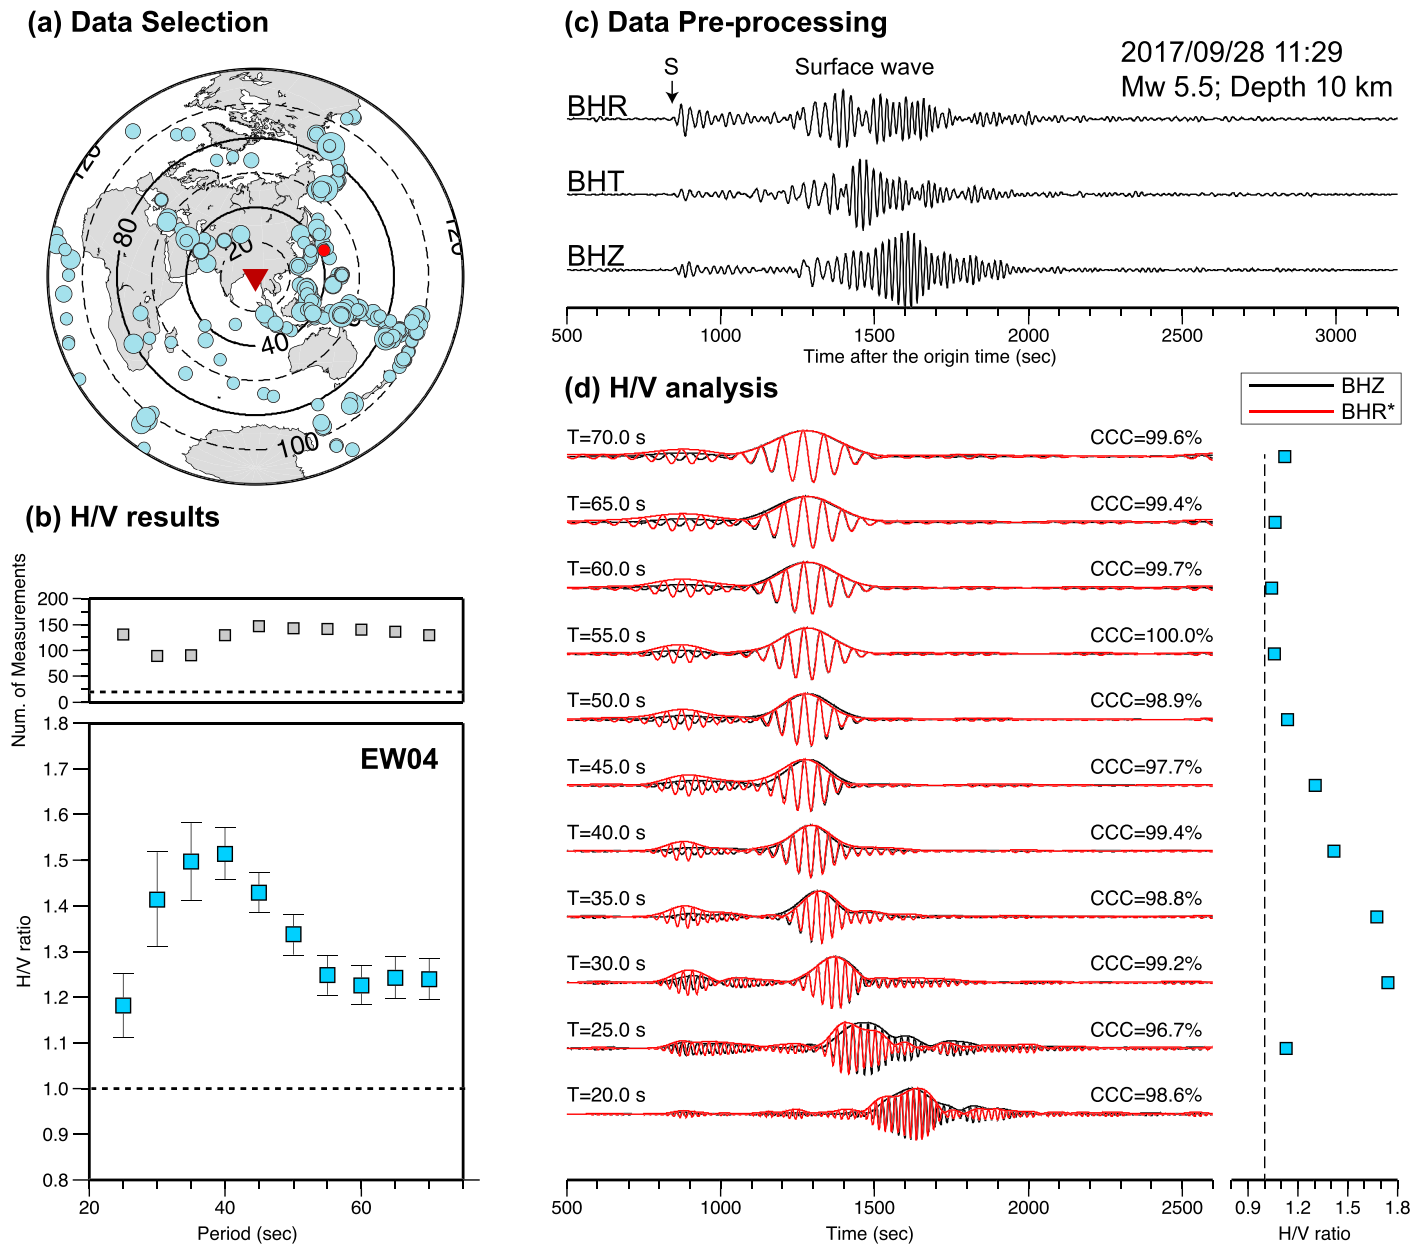 (a) Data Selection
120
80
20
120
40
100
(b) H/V results
Num. of Measurements
200
150
100
50
0
H/V ratio
1.8
1.7
1.6
1.5
1.4
1.3
1.2
1.1
1.0
0.9
0.8
EW04
20 40 60
Period (sec)
(c) Data Pre-processing
2017/09/28 11:29
Mw 5.5; Depth 10 km
S Surface wave
BHR
BHT
BHZ
500 1000 1500 2000 2500 3000
Time after the origin time (sec)
(d) H/V analysis
BHZ
BHR*
T=70.0 s CCC=99.6%
T=65.0 s CCC=99.4%
T=60.0 s CCC=99.7%
T=55.0 s CCC=100.0%
T=50.0 s CCC=98.9%
T=45.0 s CCC=97.7%
T=40.0 s CCC=99.4%
T=35.0 s CCC=98.8%
T=30.0 s CCC=99.2%
T=25.0 s CCC=96.7%
T=20.0 s CCC=98.6%
500 1000 1500 2000 2500
Time (sec)
0.9 1.2 1.5 1.8
H/V ratio